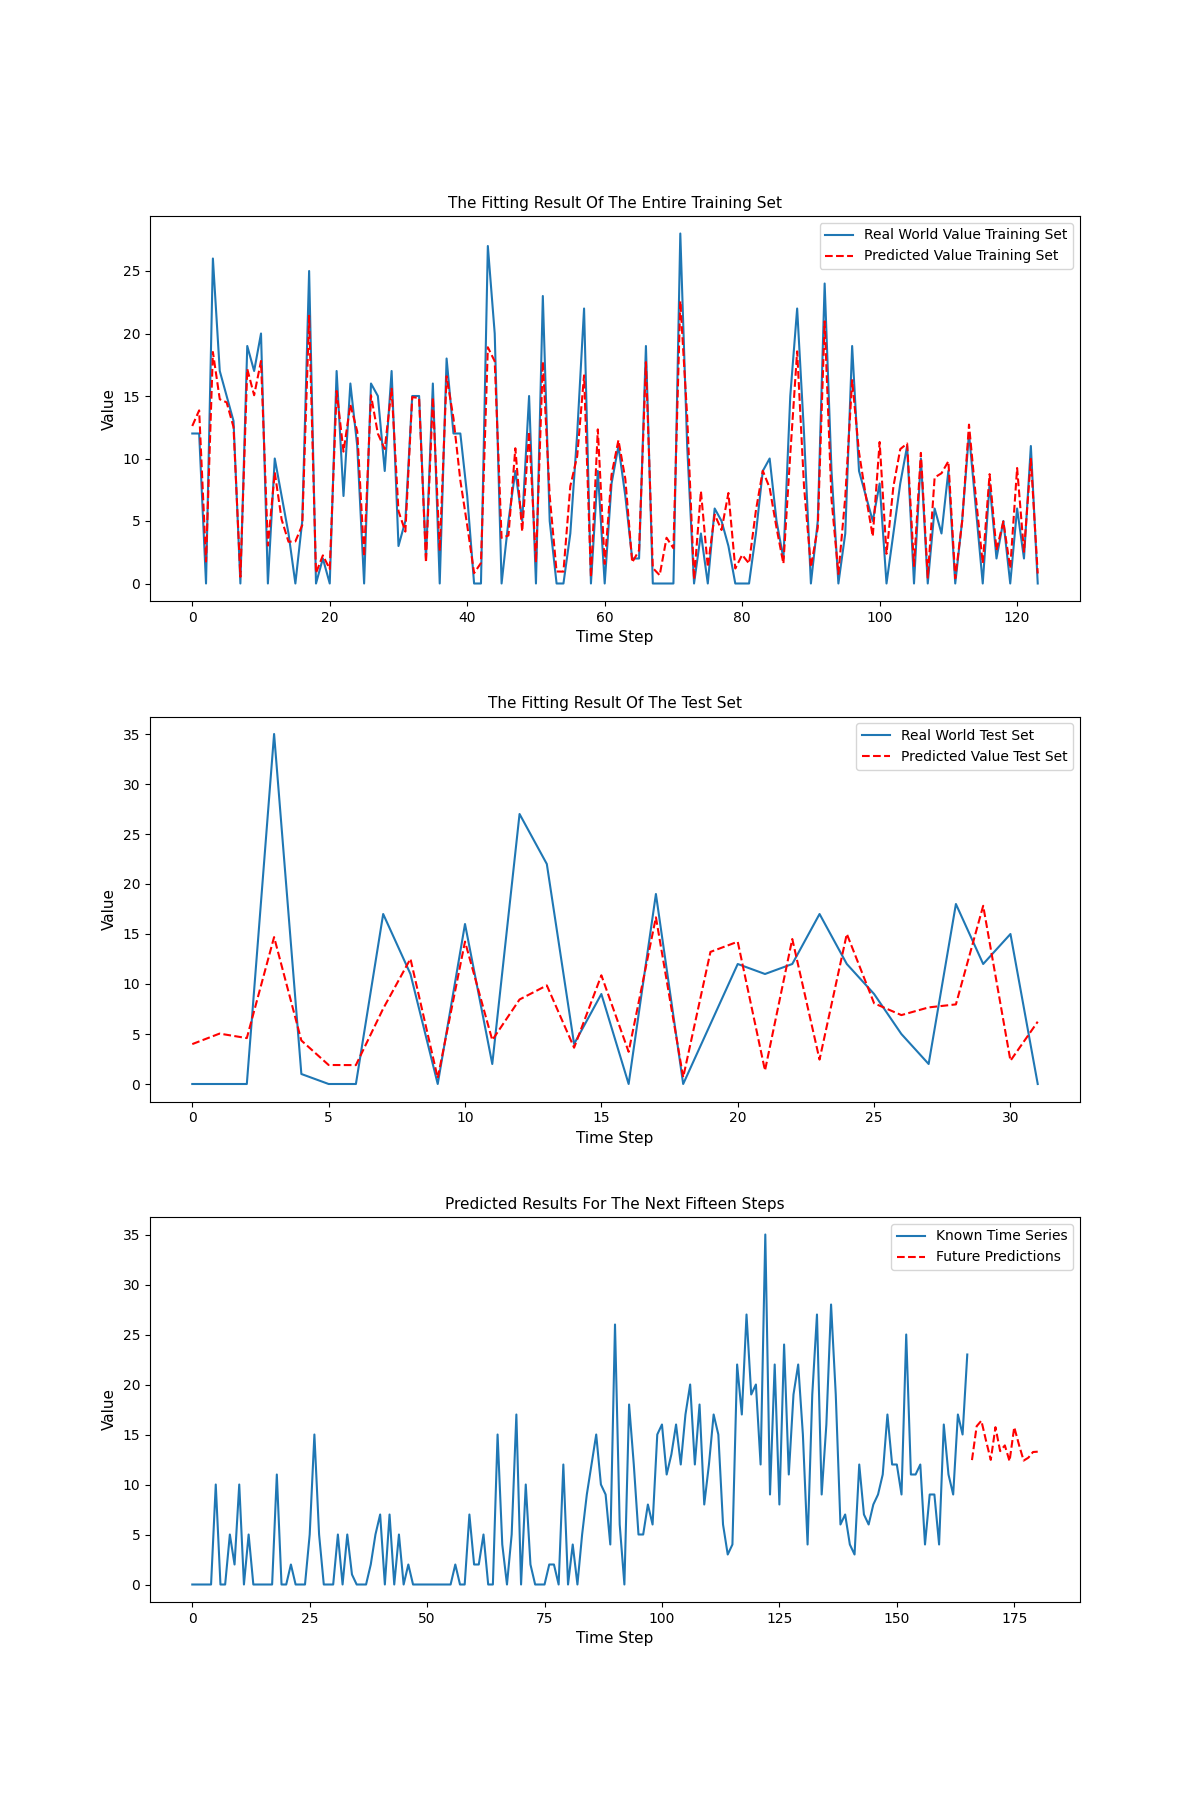 The Fitting Result Of The Entire Training Set
Real World Value Training Set
Predicted Value Training Set
25
20
15
10
5
0
Value
0 20 40 60 80 100 120
Time Step
The Fitting Result Of The Test Set
Real World Test Set
Predicted Value Test Set
35
30
25
20
15
10
5
0
Value
0 5 10 15 20 25 30
Time Step
Predicted Results For The Next Fifteen Steps
Known Time Series
Future Predictions
35
30
25
20
15
10
5
0
Value
0 25 50 75 100 125 150 175
Time Step